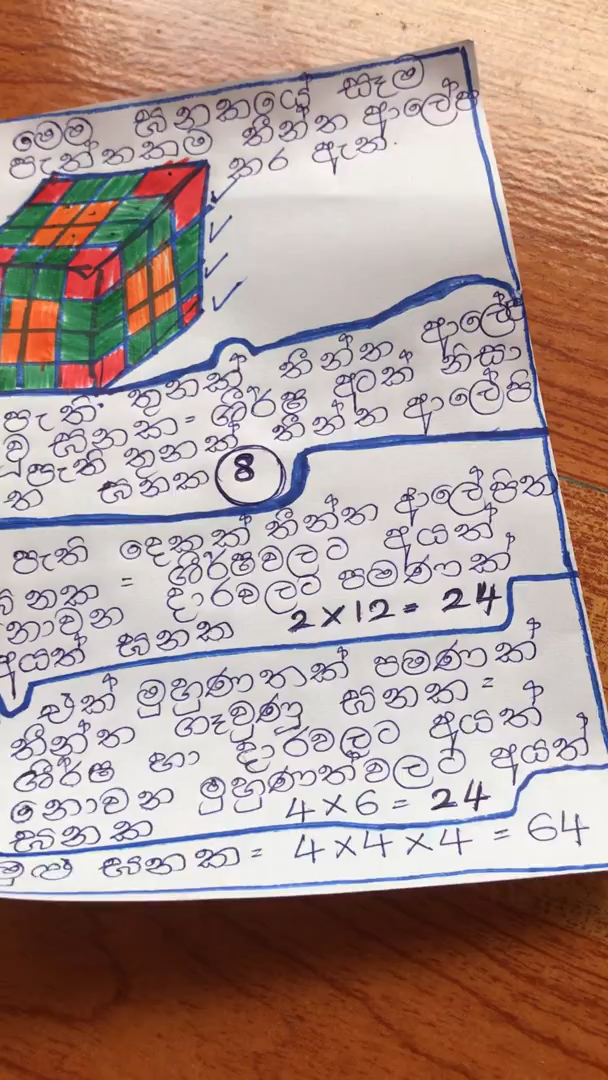 මෙම ඝනකයේ සෑම
පැත්තකම තීන්ත ආලේප
කර ඇත්.
පැති තුනක් තීන්ත ආලේප
වූ ඝනක = ශීර්ෂ අටක් නිසා
පැති තුනක් තීන්ත ආලේපි
ත ඝනක 8
පැති දෙකක් තීන්ත ආලේපිත
ඝනක = ශීර්ෂවලට අයත්
නොවන දාරවලට පමණක්
අයත් ඝනක 2×12= 24
එක් මුහුණතක් පමණක්
තීන්ත ගෑවුණු ඝනක =
ශීර්ෂ හා දාරවලට අයත්
නොවන මුහුණත්වලට අයත්
ඝනක 4×6= 24
මුළු ඝනක= 4×4×4 = 64